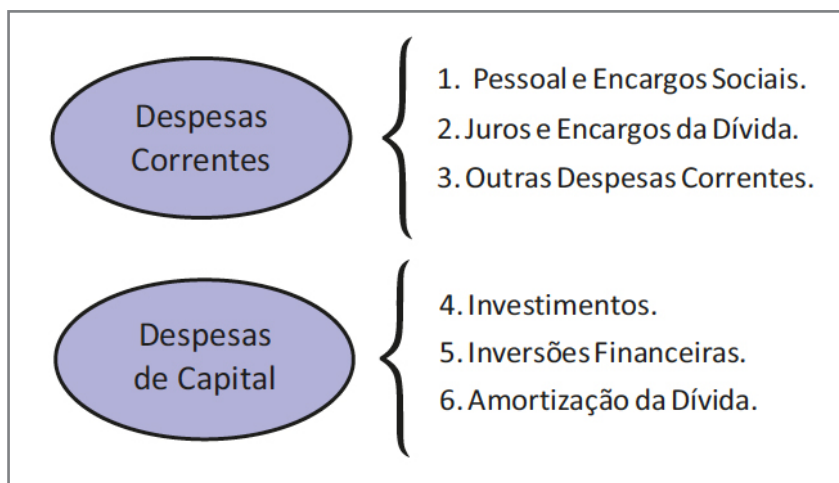 Despesas
Correntes
1. Pessoal e Encargos Sociais.
2. Juros e Encargos da Dívida.
3. Outras Despesas Correntes.
Despesas
de Capital
4. Investimentos.
5. Inversões Financeiras.
6. Amortização da Dívida.